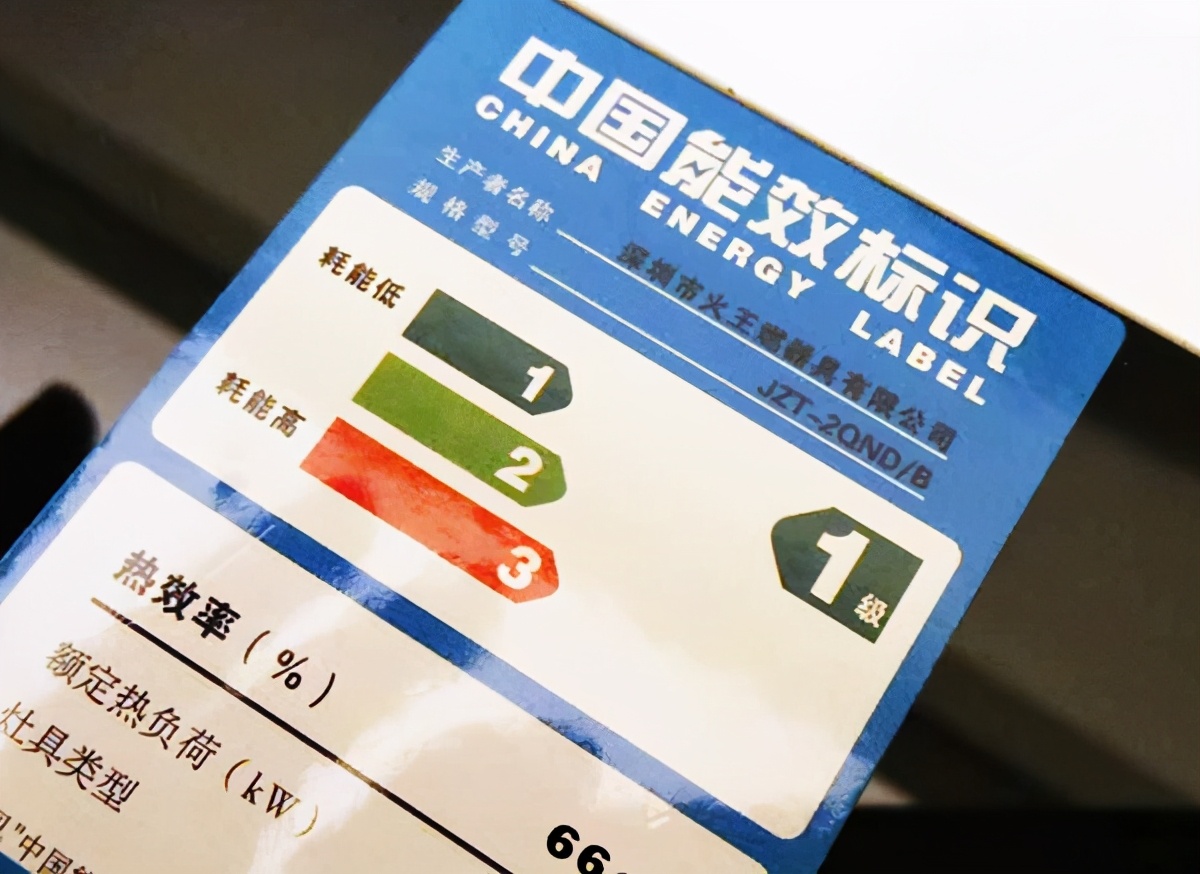 中国能效标识
CHINA ENERGY LABEL
生产者名称 深圳市火王燃器具有限公司
规格型号 JZT-2QND/B
耗能低
1
2
耗能高
3
1级
热效率(%)
66
额定热负荷(kW)
灶具类型
"中国能